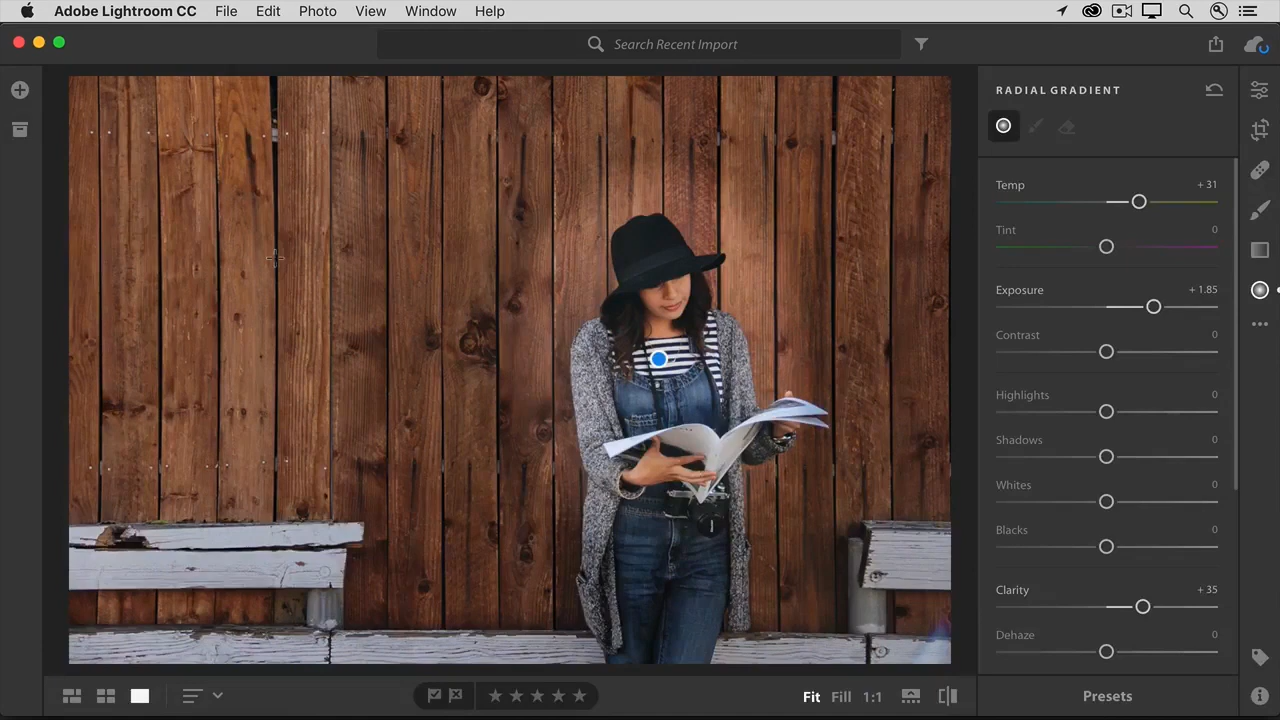 Adobe Lightroom CC File Edit Photo View Window Help
Search Recent Import
RADIAL GRADIENT
Temp + 31
Tint 0
Exposure + 1.85
Contrast 0
Highlights 0
Shadows 0
Whites 0
Blacks 0
Clarity + 35
Dehaze 0
Fit Fill 1:1
Presets